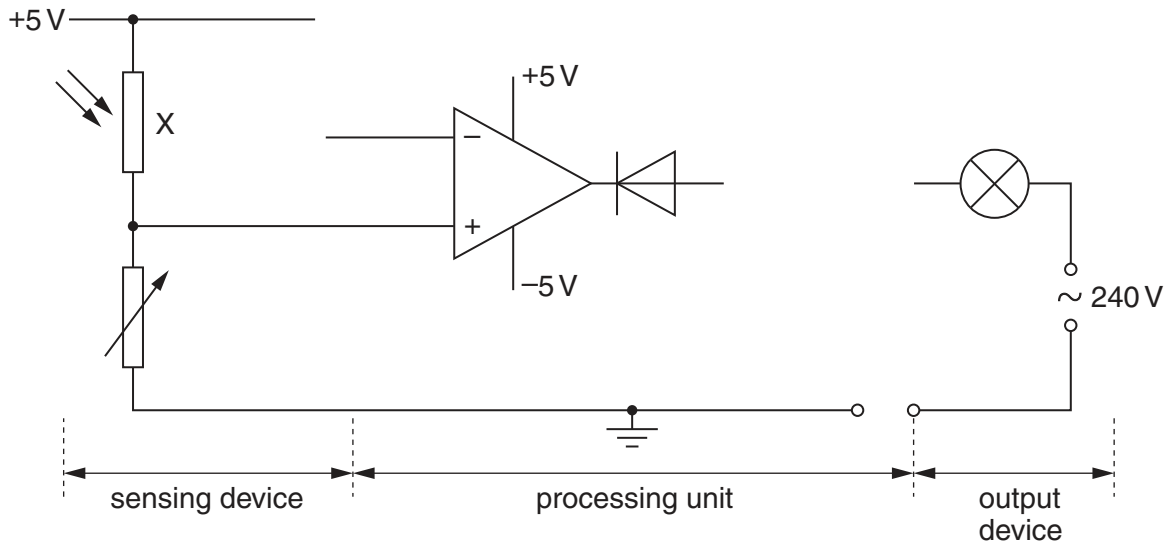 +5 V
X
+5 V
−
+
−5 V
~ 240 V
sensing device
processing unit
output
device